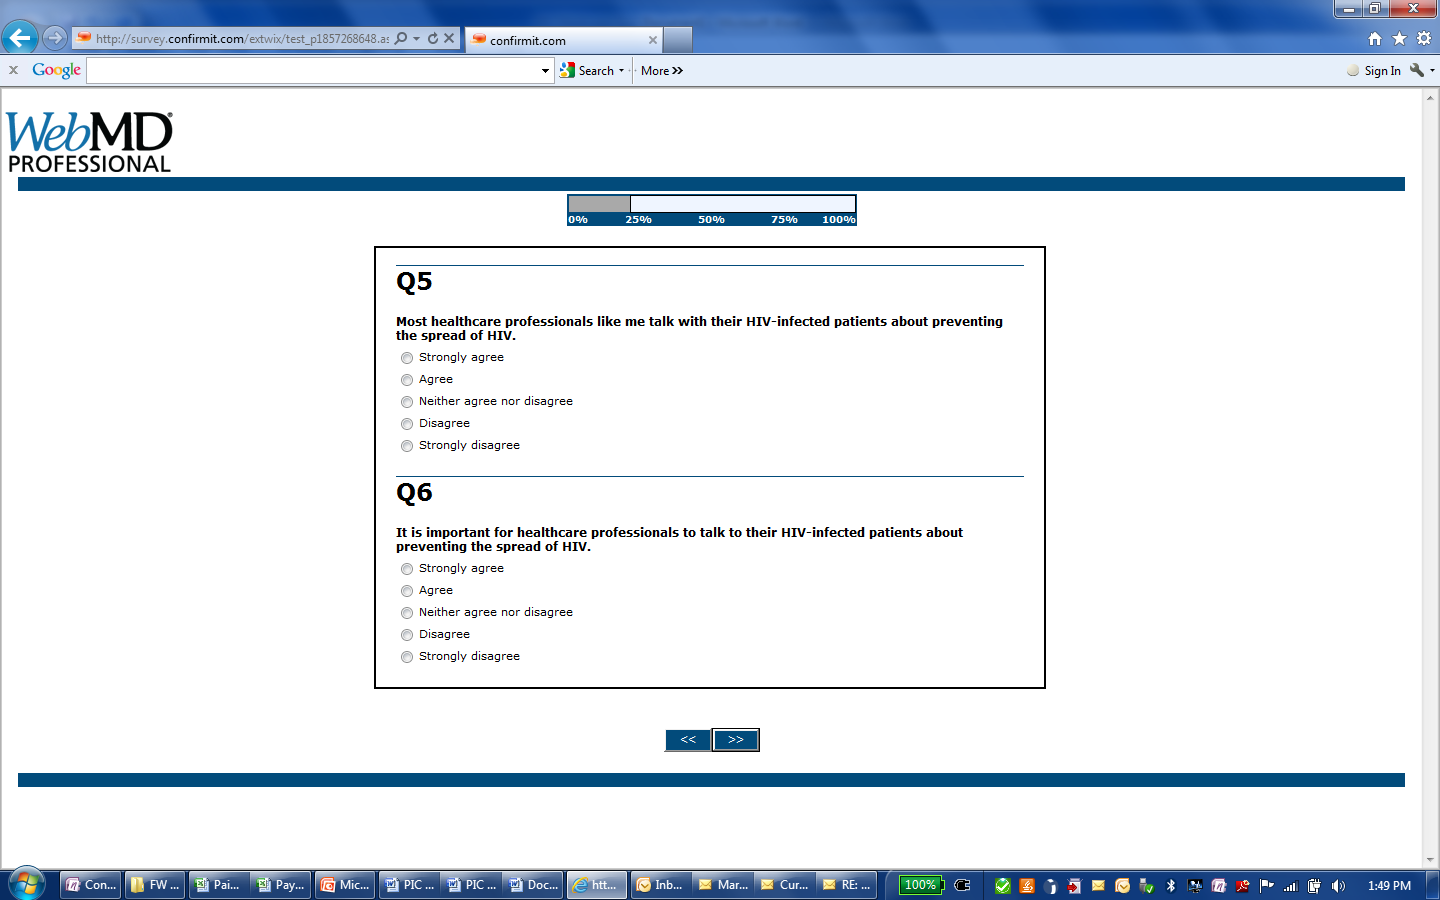 http://survey.confirmit.com/extwix/test_p1857268648.as
confirmit.com
x Google
Search
More »
Sign In
WebMD
PROFESSIONAL
0% 25% 50% 75% 100%
Q5
Most healthcare professionals like me talk with their HIV-infected patients about preventing
the spread of HIV.
Strongly agree
Agree
Neither agree nor disagree
Disagree
Strongly disagree
Q6
It is important for healthcare professionals to talk to their HIV-infected patients about
preventing the spread of HIV.
Strongly agree
Agree
Neither agree nor disagree
Disagree
Strongly disagree
<< >>
Con... FW ... Pai... Pay... Mic... PIC ... PIC ... Doc... htt... Inb... Mar... Cur... RE: ... 100% 1:49 PM